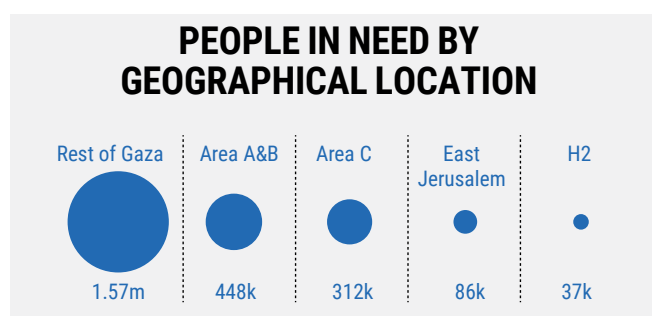 PEOPLE IN NEED BY
GEOGRAPHICAL LOCATION
Rest of Gaza
1.57m
Area A&B
448k
Area C
312k
East
Jerusalem
86k
H2
37k